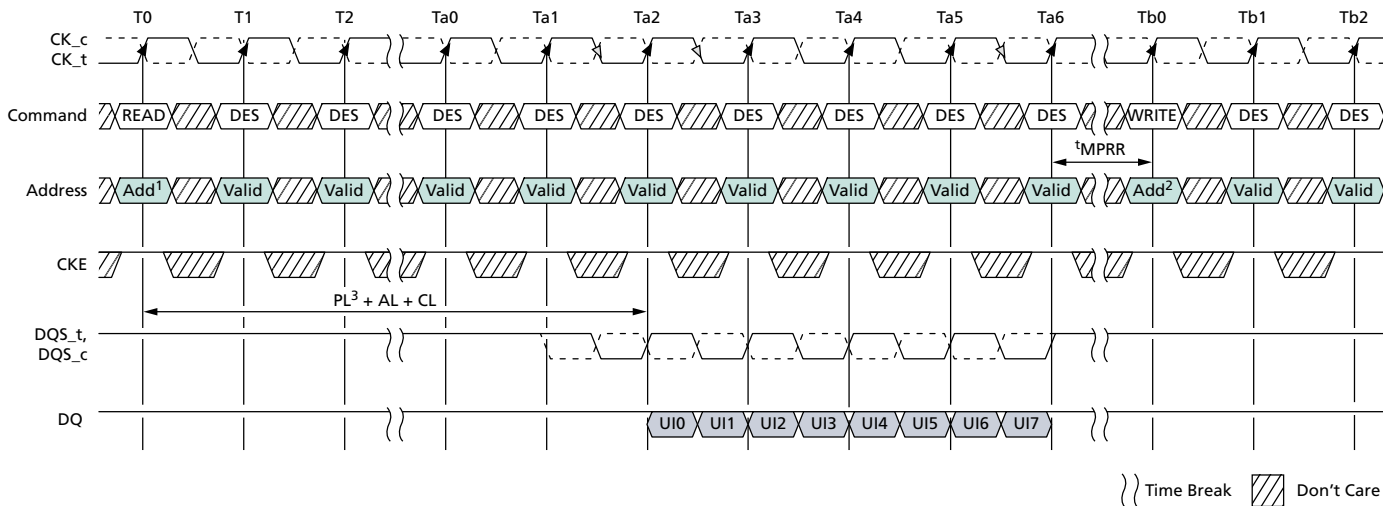 T0 T1 T2 Ta0 Ta1 Ta2 Ta3 Ta4 Ta5 Ta6 Tb0 Tb1 Tb2
CK_c
CK_t
Command READ DES DES DES DES DES DES DES DES DES WRITE DES DES
tMPRR
Address Add1 Valid Valid Valid Valid Valid Valid Valid Valid Valid Add2 Valid Valid
CKE
PL3 + AL + CL
DQS_t,
DQS_c
DQ UI0 UI1 UI2 UI3 UI4 UI5 UI6 UI7
Time Break Don't Care